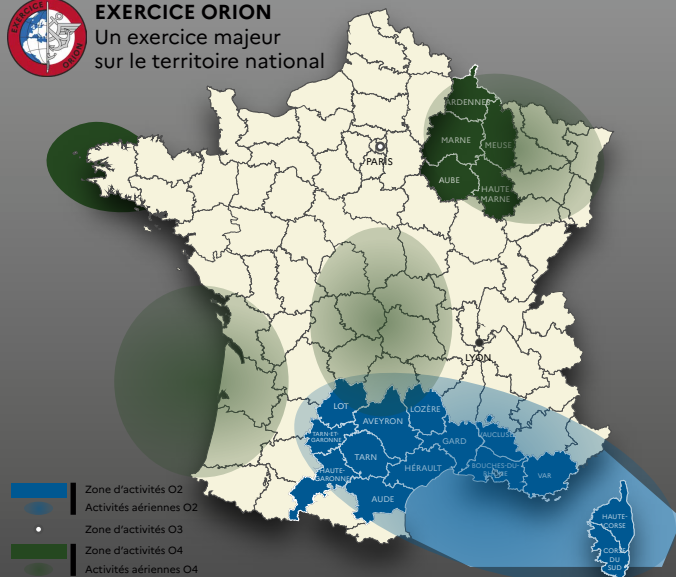 EXERCICE
ORION
EXERCICE ORION
Un exercice majeur
sur le territoire national
ARDENNES
MARNE
MEUSE
PARIS
AUBE
HAUTE-
MARNE
LYON
LOT
LOZÈRE
AVEYRON
TARN-ET-
GARONNE
GARD
VAUCLUSE
TARN
HÉRAULT
BOUCHES-DU-
RHÔNE
VAR
HAUTE-
GARONNE
AUDE
HAUTE-
CORSE
CORSE
DU
SUD
Zone d'activités O2
Activités aériennes O2
Zone d'activités O3
Zone d'activités O4
Activités aériennes O4